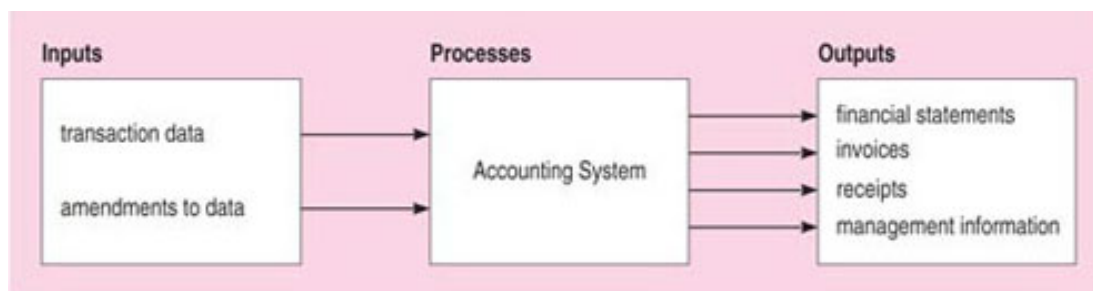 Inputs
transaction data
amendments to data
Processes
Accounting System
Outputs
financial statements
invoices
receipts
management information